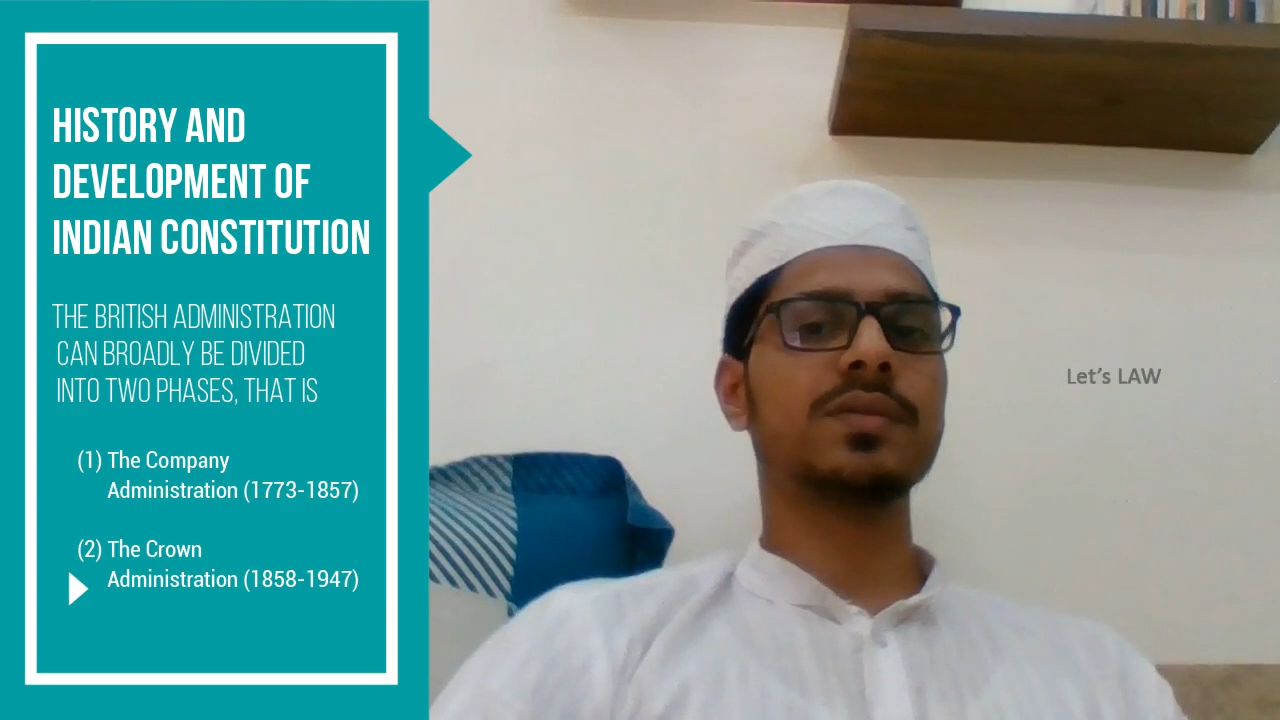 HISTORY AND
DEVELOPMENT OF
INDIAN CONSTITUTION
THE BRITISH ADMINISTRATION
CAN BROADLY BE DIVIDED
INTO TWO PHASES, THAT IS
(1) The Company
Administration (1773-1857)
(2) The Crown
Administration (1858-1947)
Let's LAW